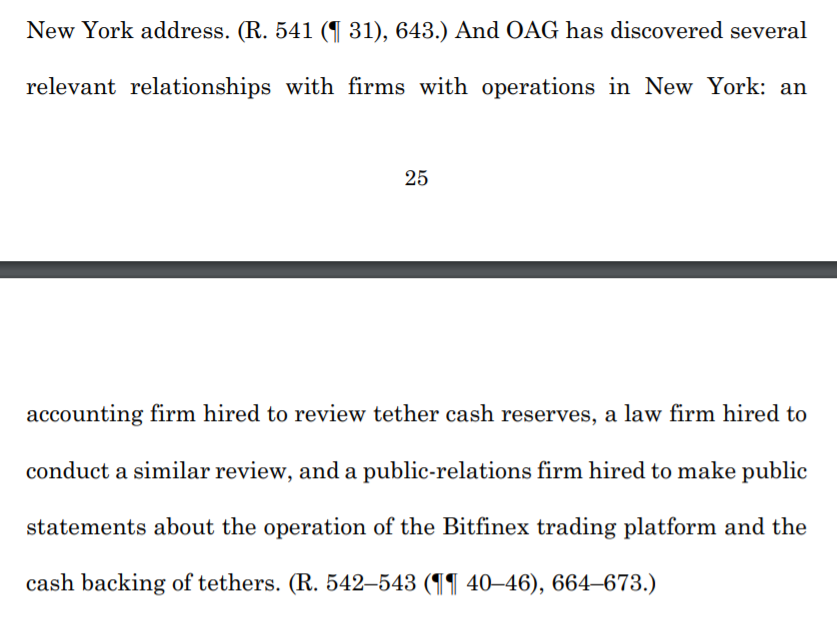 New York address. (R. 541 (¶ 31), 643.) And OAG has discovered several
relevant relationships with firms with operations in New York: an
25
accounting firm hired to review tether cash reserves, a law firm hired to
conduct a similar review, and a public-relations firm hired to make public
statements about the operation of the Bitfinex trading platform and the
cash backing of tethers. (R. 542–543 (¶¶ 40–46), 664–673.)